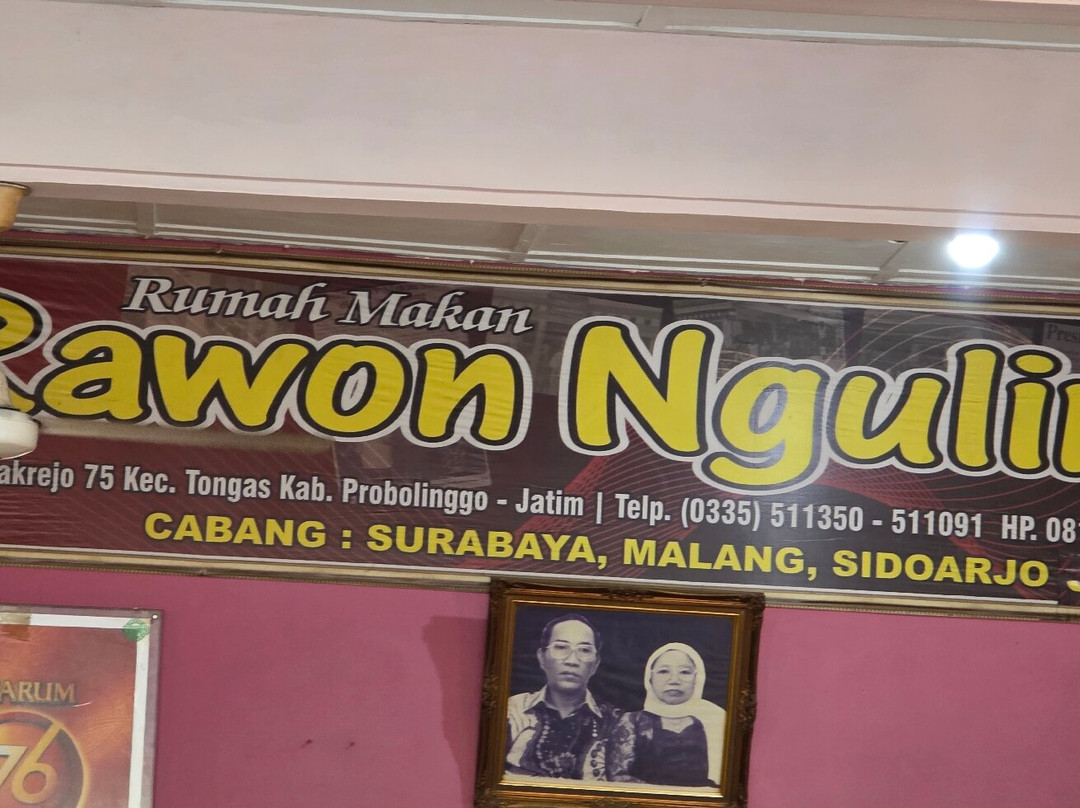 Rumah Makan
Rawon Nguli
akrejo 75 Kec. Tongas Kab. Probolinggo - Jatim | Telp. (0335) 511350 - 511091 HP. 081
CABANG : SURABAYA, MALANG, SIDOARJO
ARUM
76